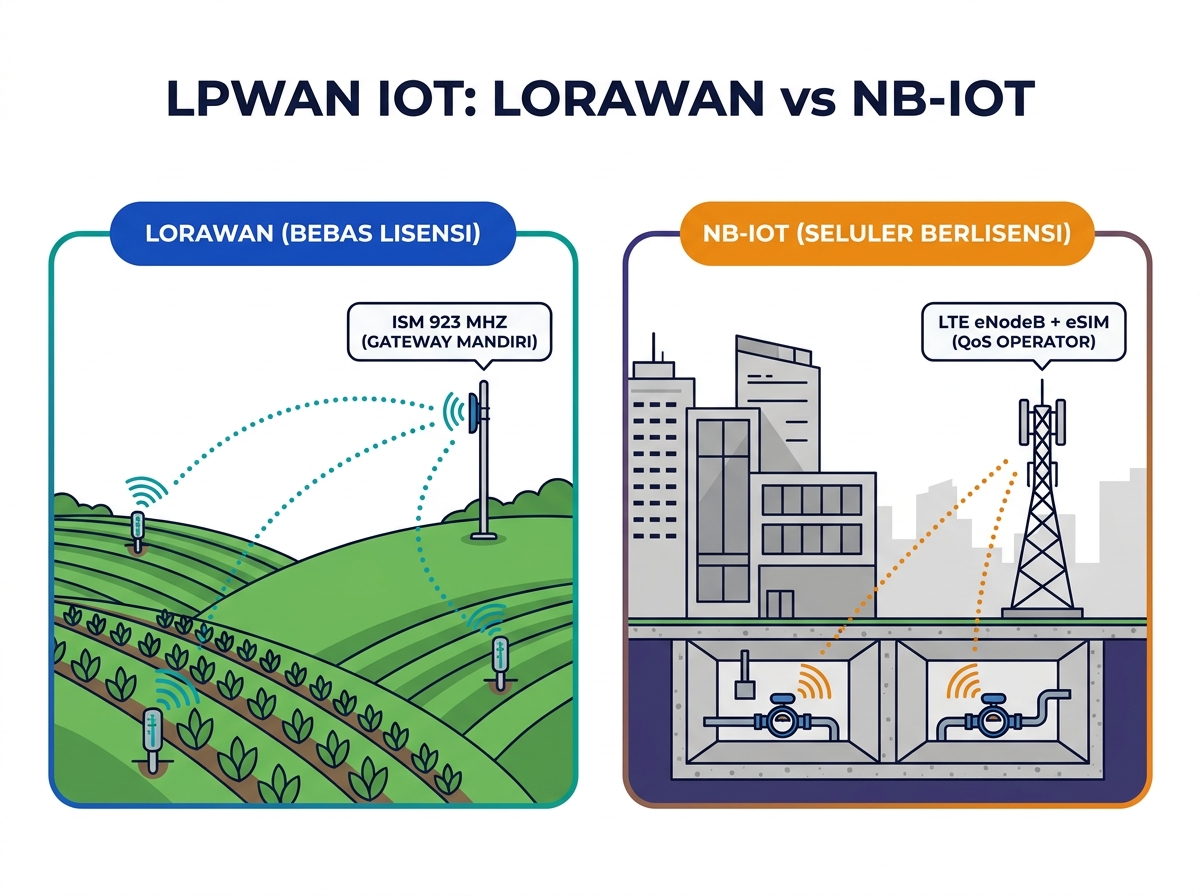 LPWAN IOT: LORAWAN vs NB-IOT
LORAWAN (BEBAS LISENSI)
ISM 923 MHZ
(GATEWAY MANDIRI)
NB-IOT (SELULER BERLISENSI)
LTE eNodeB + eSIM
(QoS OPERATOR)